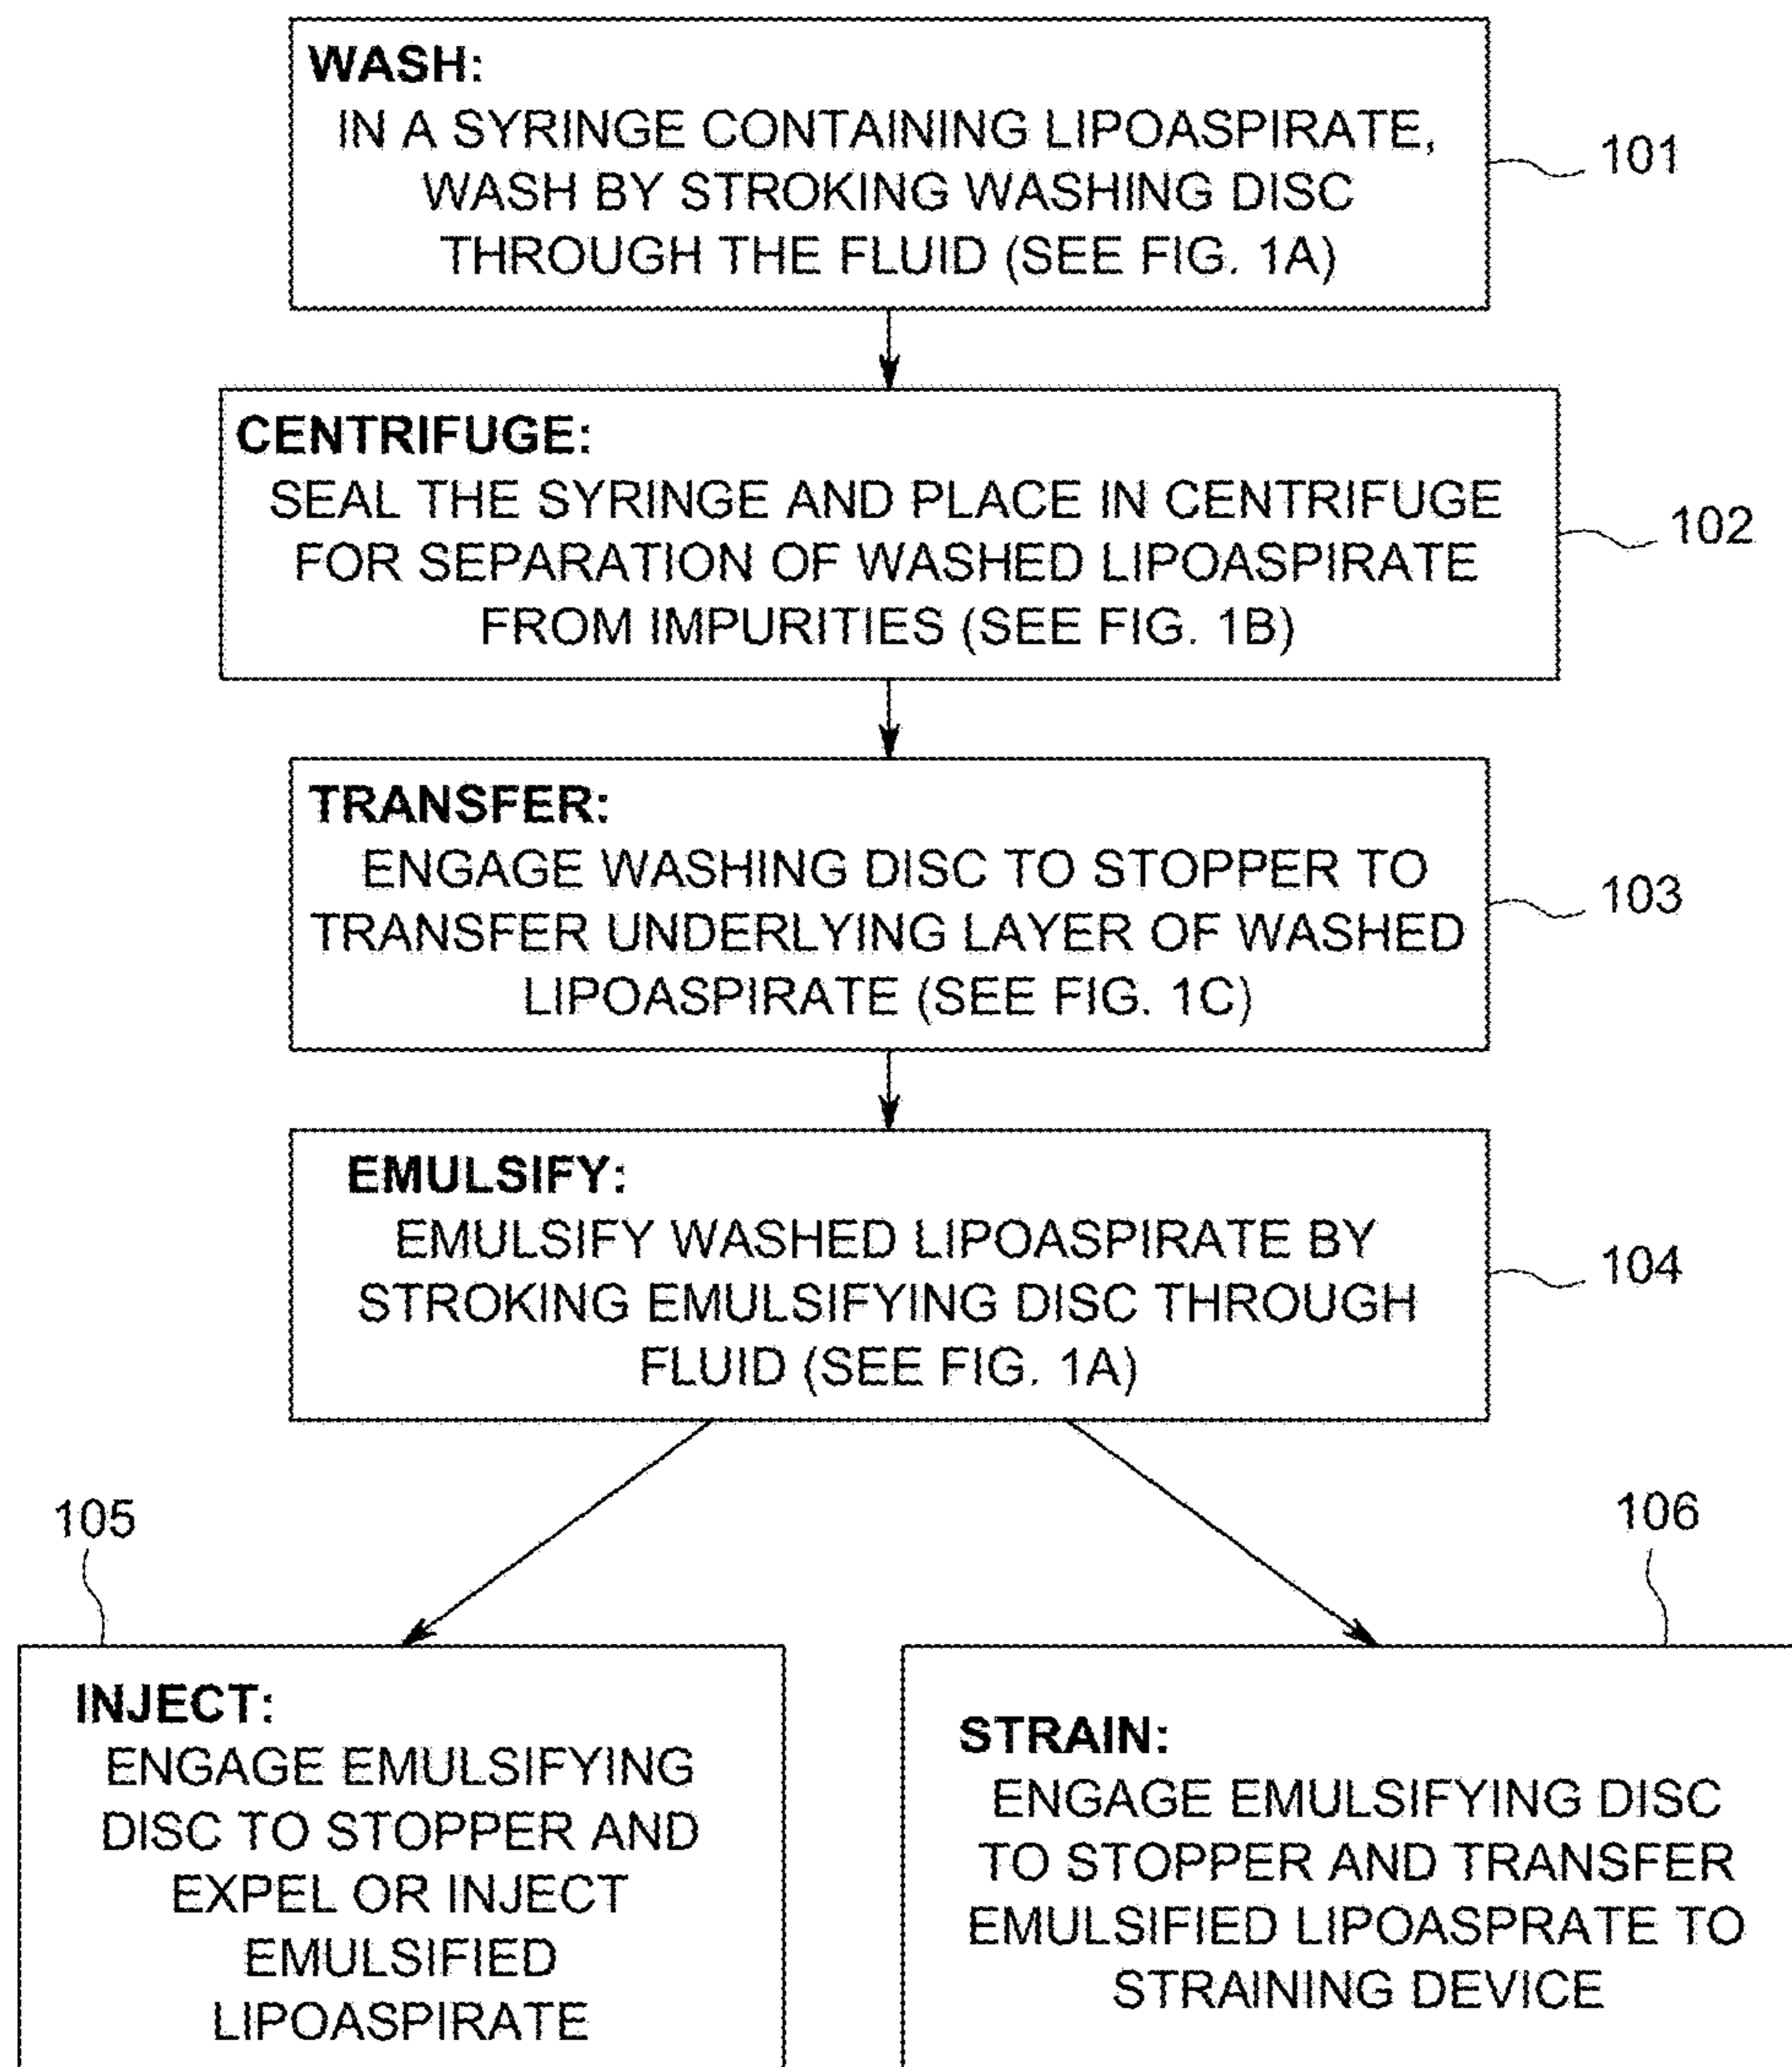 WASH:
IN A SYRINGE CONTAINING LIPOASPIRATE,
WASH BY STROKING WASHING DISC
THROUGH THE FLUID (SEE FIG. 1A)
101
CENTRIFUGE:
SEAL THE SYRINGE AND PLACE IN CENTRIFUGE
FOR SEPARATION OF WASHED LIPOASPIRATE
FROM IMPURITIES (SEE FIG. 1B)
102
TRANSFER:
ENGAGE WASHING DISC TO STOPPER TO
TRANSFER UNDERLYING LAYER OF WASHED
LIPOASPIRATE (SEE FIG. 1C)
103
EMULSIFY:
EMULSIFY WASHED LIPOASPIRATE BY
STROKING EMULSIFYING DISC THROUGH
FLUID (SEE FIG. 1A)
104
105
INJECT:
ENGAGE EMULSIFYING
DISC TO STOPPER AND
EXPEL OR INJECT
EMULSIFIED
LIPOASPIRATE
106
STRAIN:
ENGAGE EMULSIFYING DISC
TO STOPPER AND TRANSFER
EMULSIFIED LIPOASPRATE TO
STRAINING DEVICE